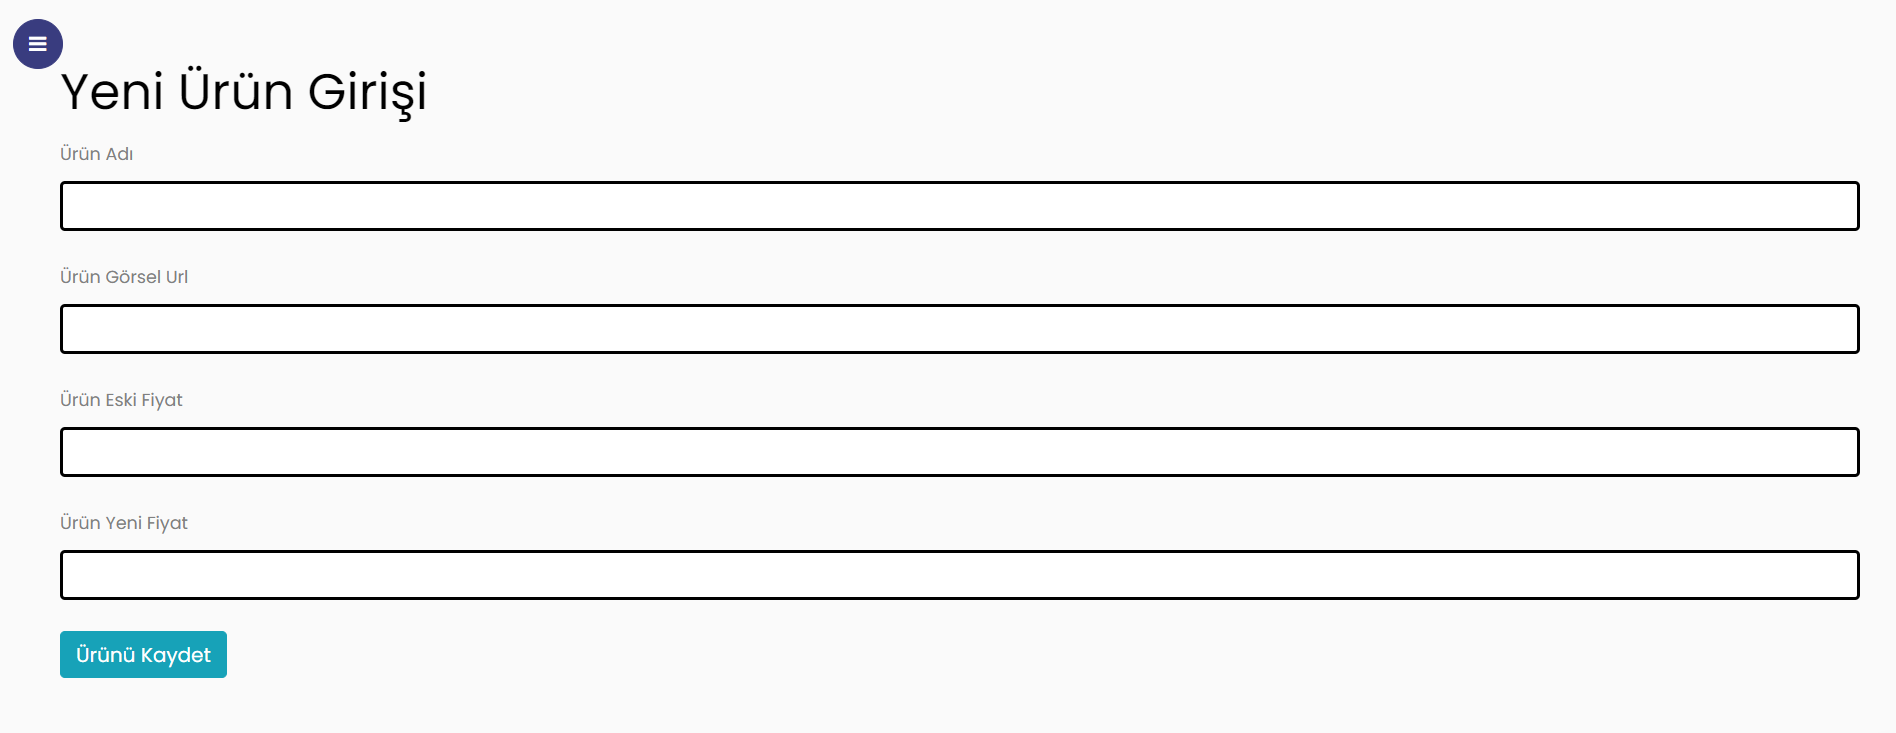 Yeni Ürün Girişi
Ürün Adı
Ürün Görsel Url
Ürün Eski Fiyat
Ürün Yeni Fiyat
Ürünü Kaydet